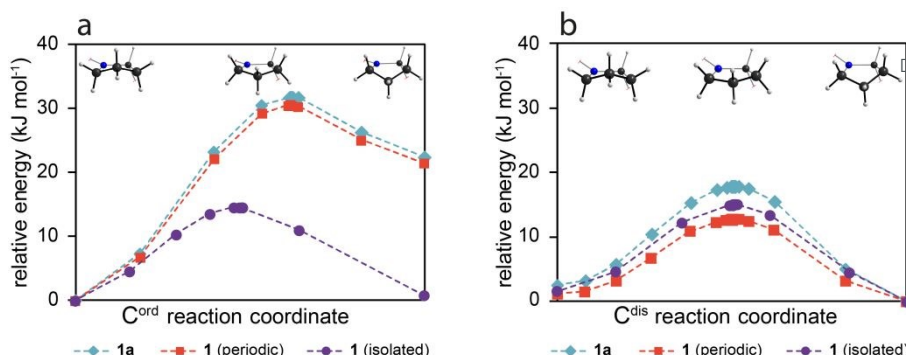 a
b
relative energy (kJ mol-1)
40
30
20
10
0
Cord reaction coordinate
1a 1 (periodic) 1 (isolated)
relative energy (kJ mol-1)
40
30
20
10
0
Cdis reaction coordinate
1a 1 (periodic) 1 (isolated)